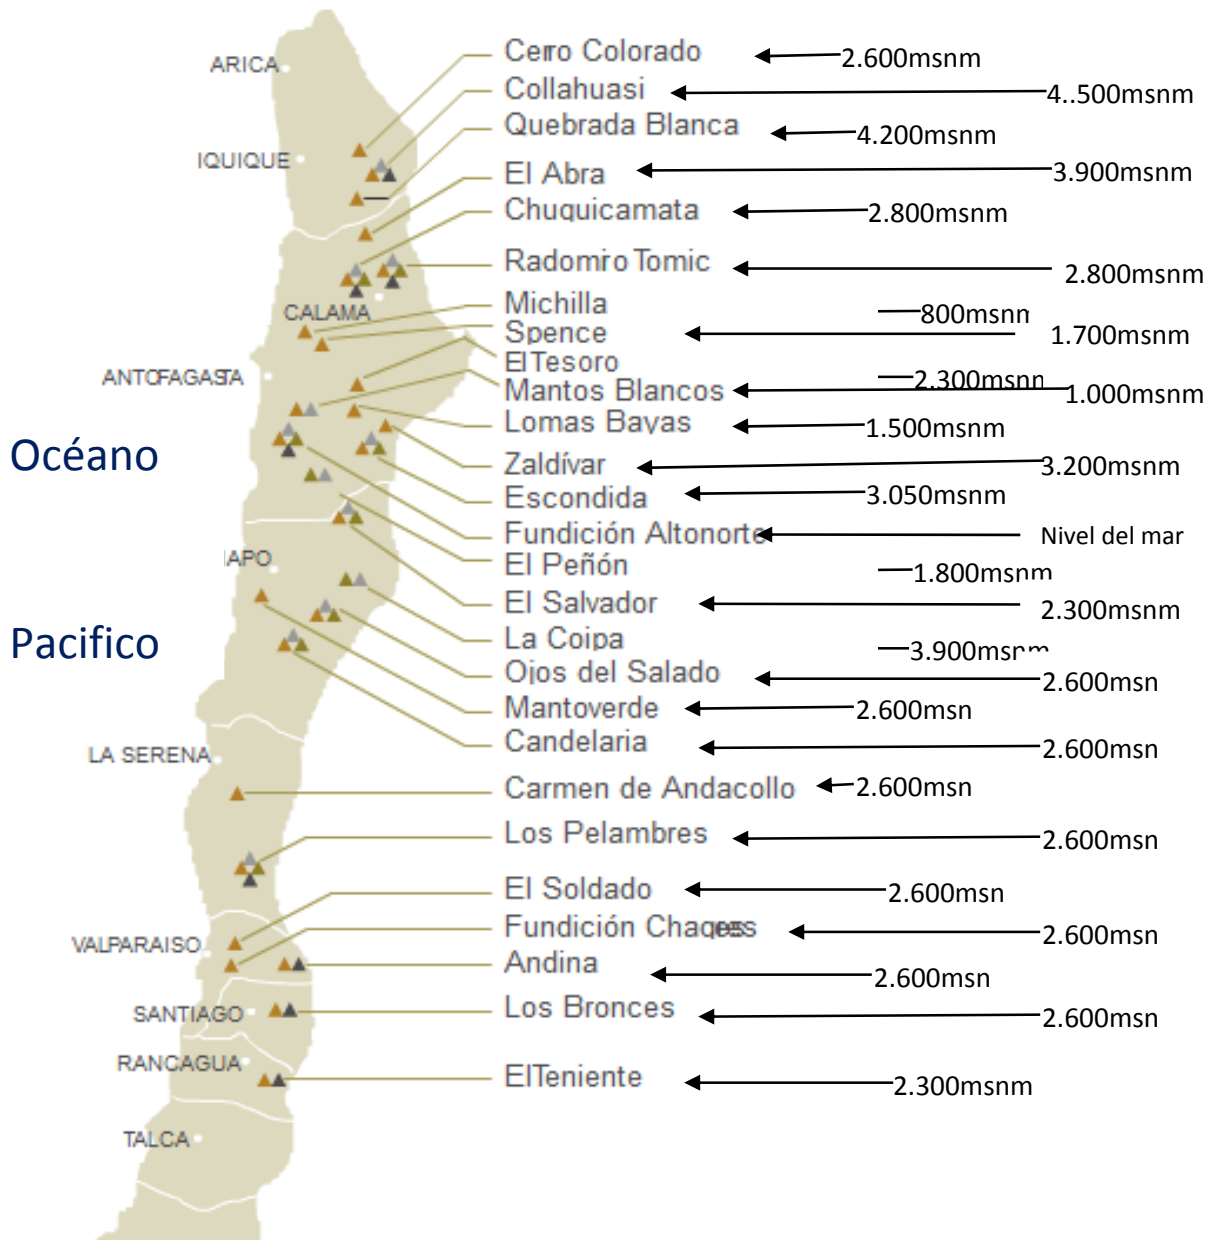 ARICA
Cerro Colorado 2.600msnm
Collahuasi 4..500msnm
Quebrada Blanca 4.200msnm
IQUIQUE
El Abra 3.900msnm
Chuquicamata 2.800msnm
Radomiro Tomic 2.800msnm
CALAMA
Michilla 800msnm
Spence 1.700msnm
El Tesoro 2.300msnm
ANTOFAGASTA
Mantos Blancos 1.000msnm
Lomas Bayas 1.500msnm
Océano
Zaldívar 3.200msnm
Escondida 3.050msnm
Fundición Altonorte Nivel del mar
IAPO
El Peñón 1.800msnm
El Salvador 2.300msnm
Pacifico
La Coipa 3.900msnm
Ojos del Salado 2.600msn
Mantoverde 2.600msn
Candelaria 2.600msn
LA SERENA
Carmen de Andacollo 2.600msn
Los Pelambres 2.600msn
El Soldado 2.600msn
Fundición Chagres 2.600msn
VALPARAISO
Andina 2.600msn
Los Bronces 2.600msn
SANTIAGO
RANCAGUA
El Teniente 2.300msnm
TALCA